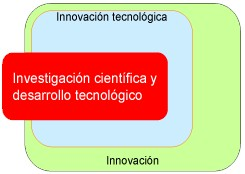 Innovación tecnológica
Investigación científica y
desarrollo tecnológico
Innovación